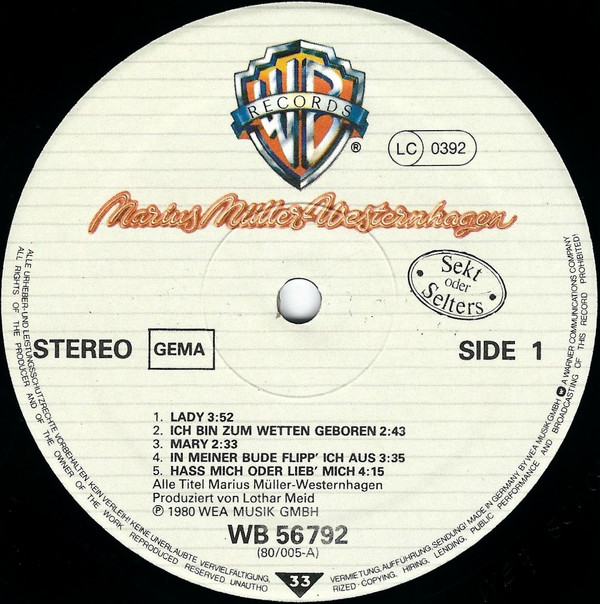 WB
RECORDS
®
LC 0392
Marius Müller-Westernhagen
Sekt
oder
Selters
STEREO
GEMA
SIDE 1
1. LADY 3:52
2. ICH BIN ZUM WETTEN GEBOREN 2:43
3. MARY 2:33
4. IN MEINER BUDE FLIPP' ICH AUS 3:35
5. HASS MICH ODER LIEB' MICH 4:15
Alle Titel Marius Müller-Westernhagen
Produziert von Lothar Meid
℗ 1980 WEA MUSIK GMBH
WB 56792
(80/005-A)
33
ALLE URHEBER-UND LEISTUNGSSCHUTZRECHTE VORBEHALTEN. KEIN VERLEIH! KEINE UNERLAUBTE VERVIELFÄLTIGUNG, VERMIETUNG, AUFFÜHRUNG, SENDUNG! MADE IN GERMANY BY WEA MUSIK GMBH A WARNER COMMUNICATIONS COMPANY
ALL RIGHTS OF THE PRODUCER AND OF THE OWNER OF THE WORK REPRODUCED RESERVED. UNAUTHORIZED COPYING, HIRING, LENDING, PUBLIC PERFORMANCE AND BROADCASTING OF THIS RECORD PROHIBITED!